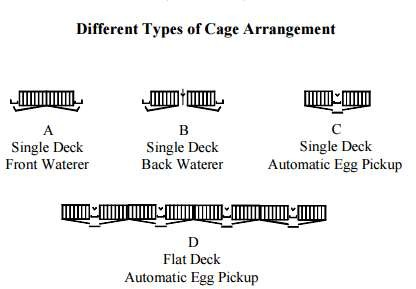 Different Types of Cage Arrangement
A
Single Deck
Front Waterer
B
Single Deck
Back Waterer
C
Single Deck
Automatic Egg Pickup
D
Flat Deck
Automatic Egg Pickup